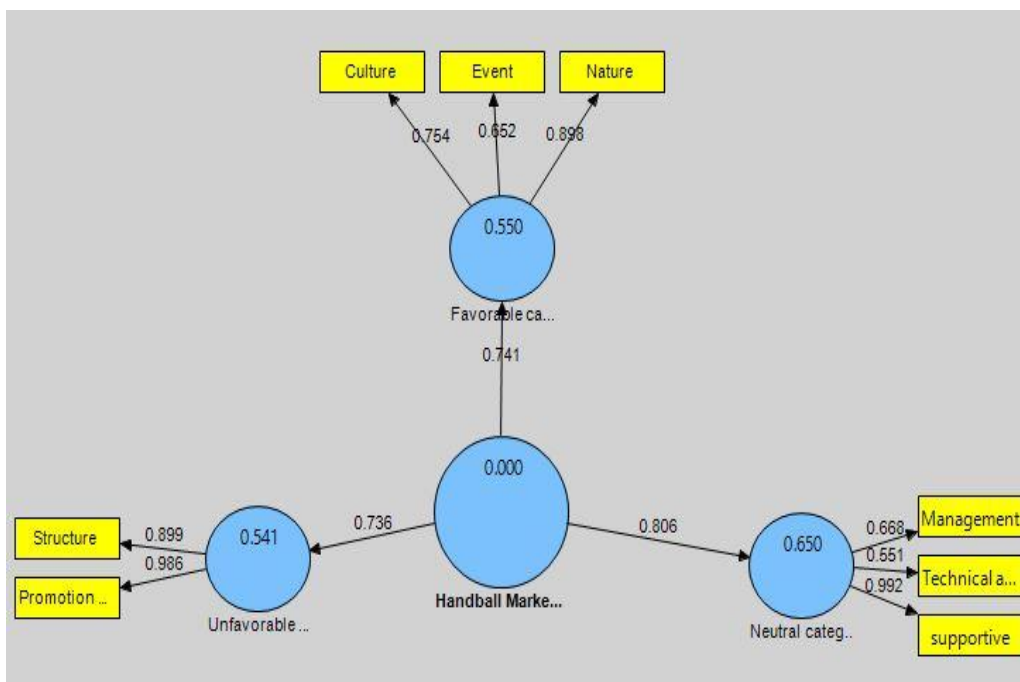 Culture
Event
Nature
0.754
0.652
0.898
0.550
Favorable ca...
0.741
0.000
Handball Marke...
0.736
0.806
0.541
Unfavorable ...
0.899
0.986
Structure
Promotion ...
0.650
Neutral categ..
0.668
0.551
0.992
Management
Technical a...
supportive